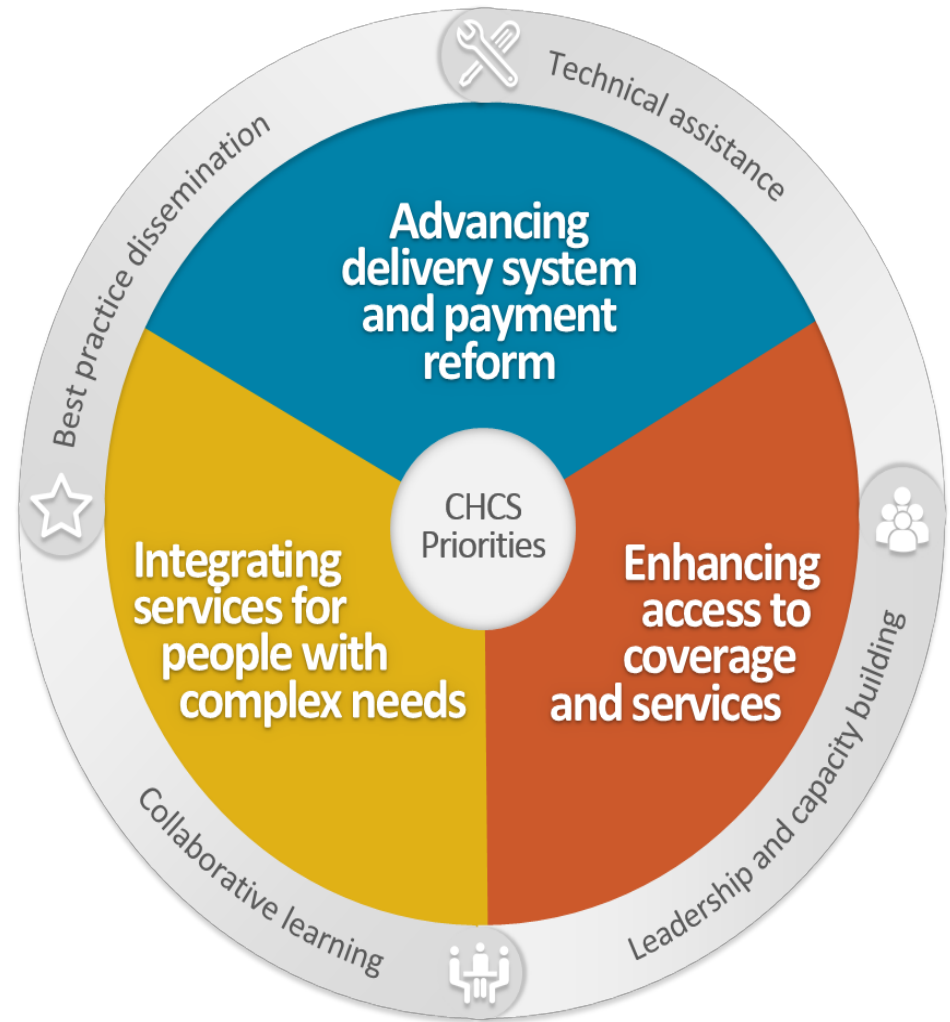 Technical assistance
Best practice dissemination
Advancing
delivery system
and payment
reform
CHCS
Priorities
Integrating
services for
people with
complex needs
Enhancing
access to
coverage
and services
Leadership and capacity building
Collaborative learning